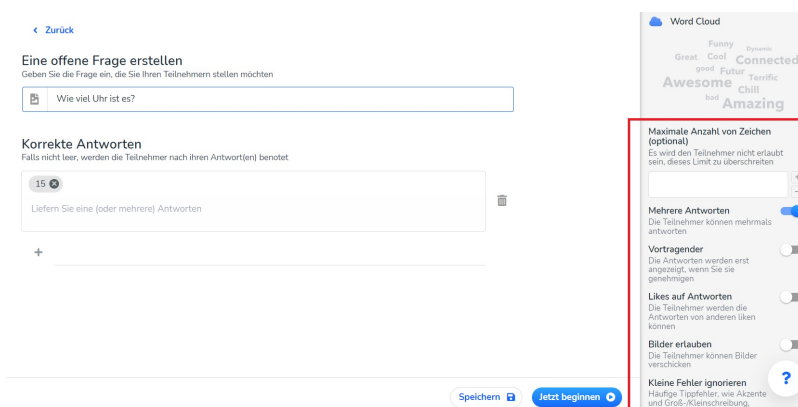 Zurück
Eine offene Frage erstellen
Geben Sie die Frage ein, die Sie Ihren Teilnehmern stellen möchten
Wie viel Uhr ist es?
Korrekte Antworten
Falls nicht leer, werden die Teilnehmer nach ihren Antwort(en) benotet
15
Liefern Sie eine (oder mehrere) Antworten
+
Speichern
Jetzt beginnen
Word Cloud
Funny
Dynamic
Great Cool Connected
good Futur Terrific
Awesome Chill
bad Amazing
Maximale Anzahl von Zeichen
(optional)
Es wird den Teilnehmer nicht erlaubt
sein, dieses Limit zu überschreiten
Mehrere Antworten
Die Teilnehmer können mehrmals
antworten
Vortragender
Die Antworten werden erst
angezeigt, wenn Sie sie
genehmigen
Likes auf Antworten
Die Teilnehmer werden die
Antworten von anderen liken
können
Bilder erlauben
Die Teilnehmer können Bilder
verschicken
Kleine Fehler ignorieren
Häufige Tippfehler, wie Akzente
und Groß-/Kleinschreibung,
?